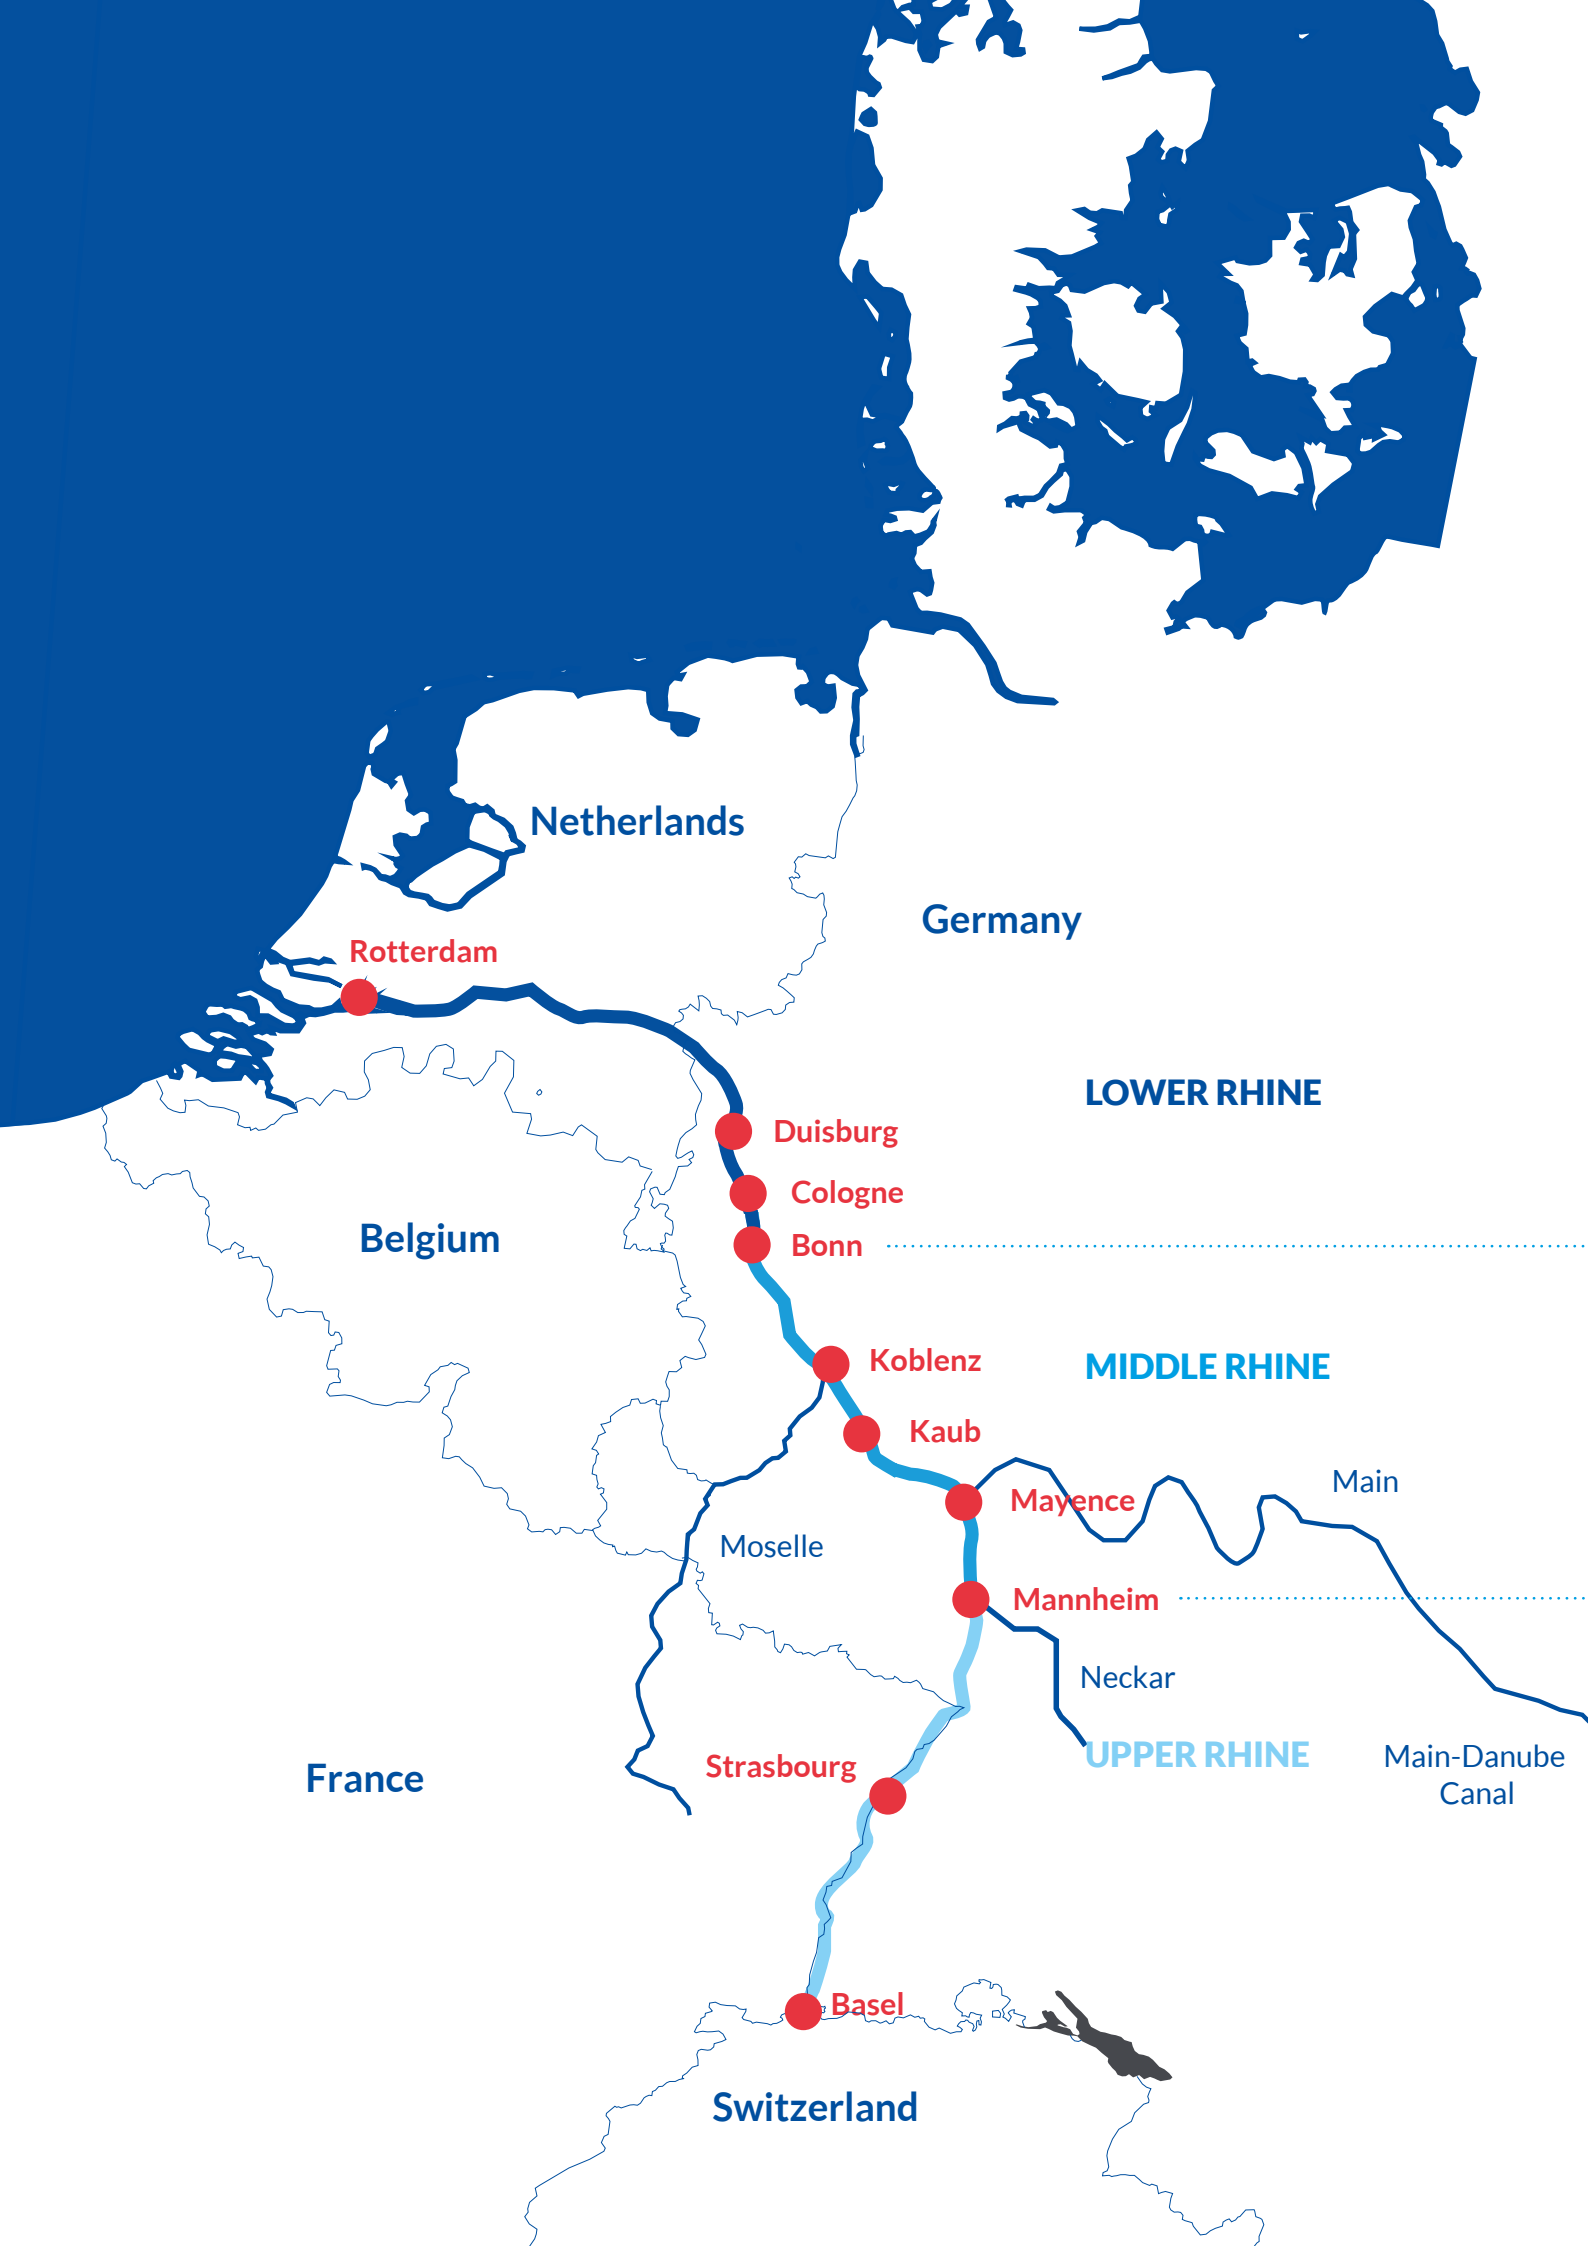 Netherlands
Germany
Rotterdam
LOWER RHINE
Duisburg
Cologne
Belgium
Bonn
Koblenz
MIDDLE RHINE
Kaub
Main
Mayence
Moselle
Mannheim
Neckar
UPPER RHINE
Main-Danube
Canal
Strasbourg
France
Basel
Switzerland